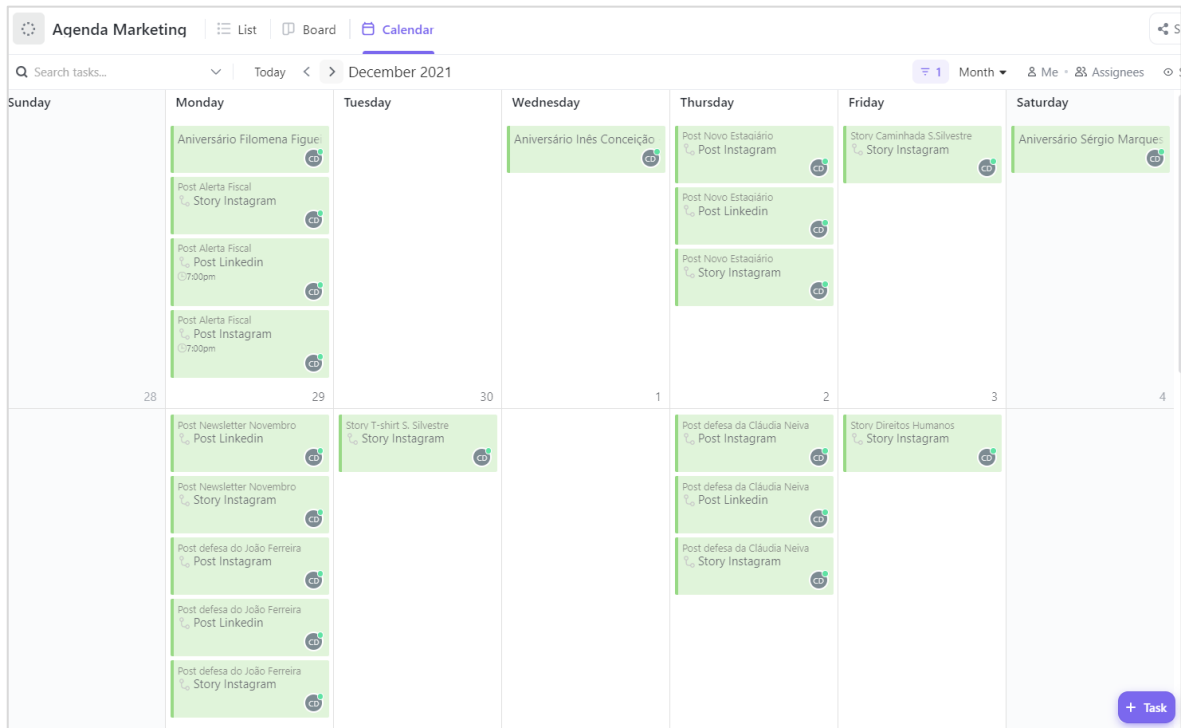 Agenda Marketing
List
Board
Calendar
S
Search tasks...
Today
December 2021
1
Month
Me
Assignees
S
Sunday
Monday
Tuesday
Wednesday
Thursday
Friday
Saturday
Aniversário Filomena Figue
CD
Post Alerta Fiscal
Story Instagram
CD
Post Alerta Fiscal
Post Linkedin
7:00pm
CD
Post Alerta Fiscal
Post Instagram
7:00pm
CD
Aniversário Inês Conceição
CD
Post Novo Estagiário
Post Instagram
CD
Post Novo Estagiário
Post Linkedin
CD
Post Novo Estagiário
Story Instagram
CD
Story Caminhada S.Silvestre
Story Instagram
CD
Aniversário Sérgio Marques
CD
28
29
30
1
2
3
4
Post Newsletter Novembro
Post Linkedin
CD
Post Newsletter Novembro
Story Instagram
CD
Post defesa do João Ferreira
Post Instagram
CD
Post defesa do João Ferreira
Post Linkedin
CD
Post defesa do João Ferreira
Story Instagram
CD
Story T-shirt S. Silvestre
Story Instagram
CD
Post defesa da Cláudia Neiva
Post Instagram
CD
Post defesa da Cláudia Neiva
Post Linkedin
CD
Post defesa da Cláudia Neiva
Story Instagram
CD
Story Direitos Humanos
Story Instagram
CD
+ Task